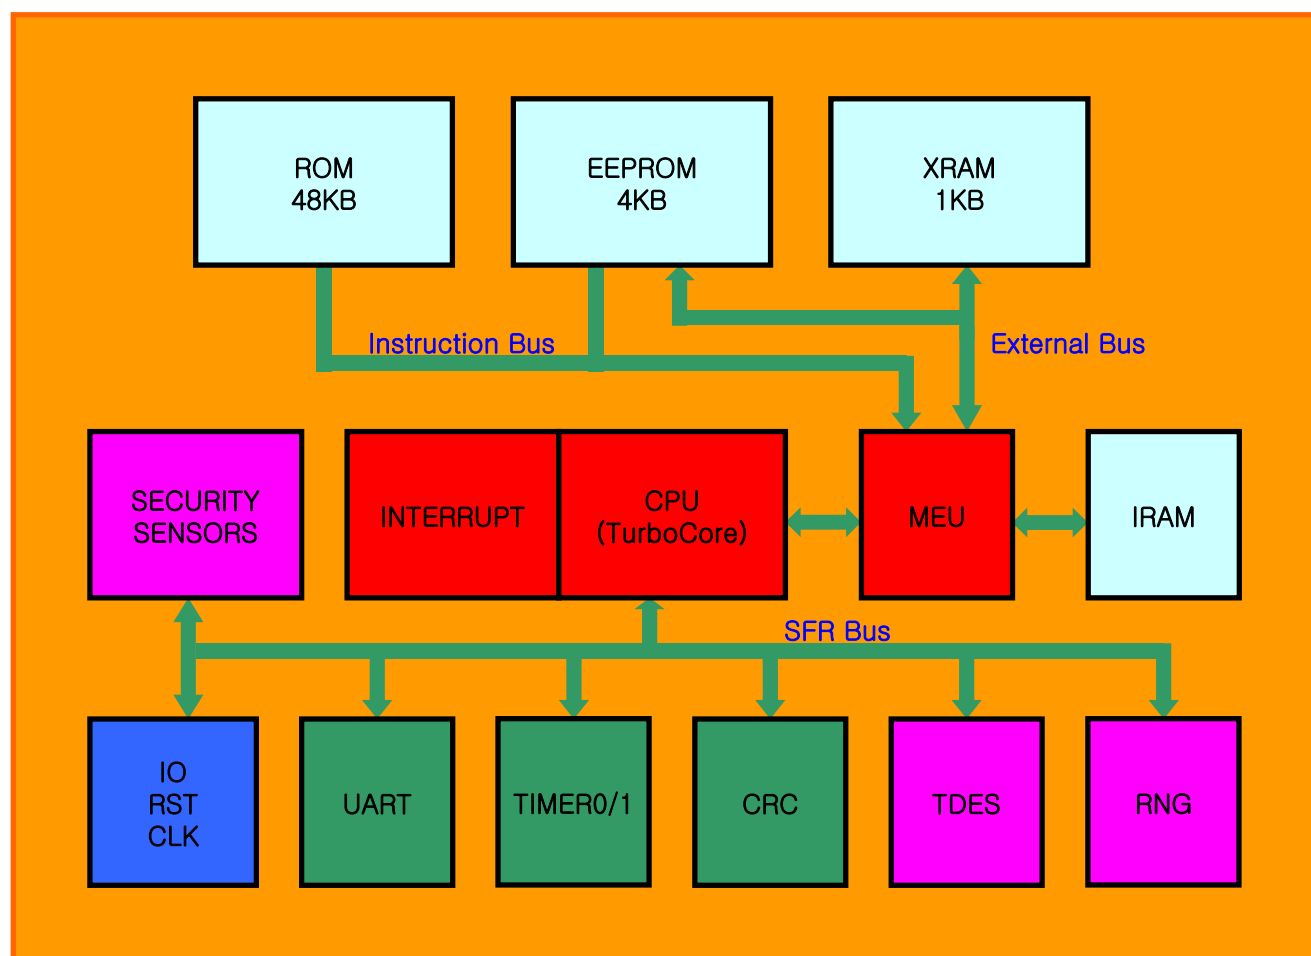 ROM
48KB
EEPROM
4KB
XRAM
1KB
Instruction Bus
External Bus
SECURITY
SENSORS
INTERRUPT
CPU
(TurboCore)
MEU
IRAM
SFR Bus
IO
RST
CLK
UART
TIMER0/1
CRC
TDES
RNG